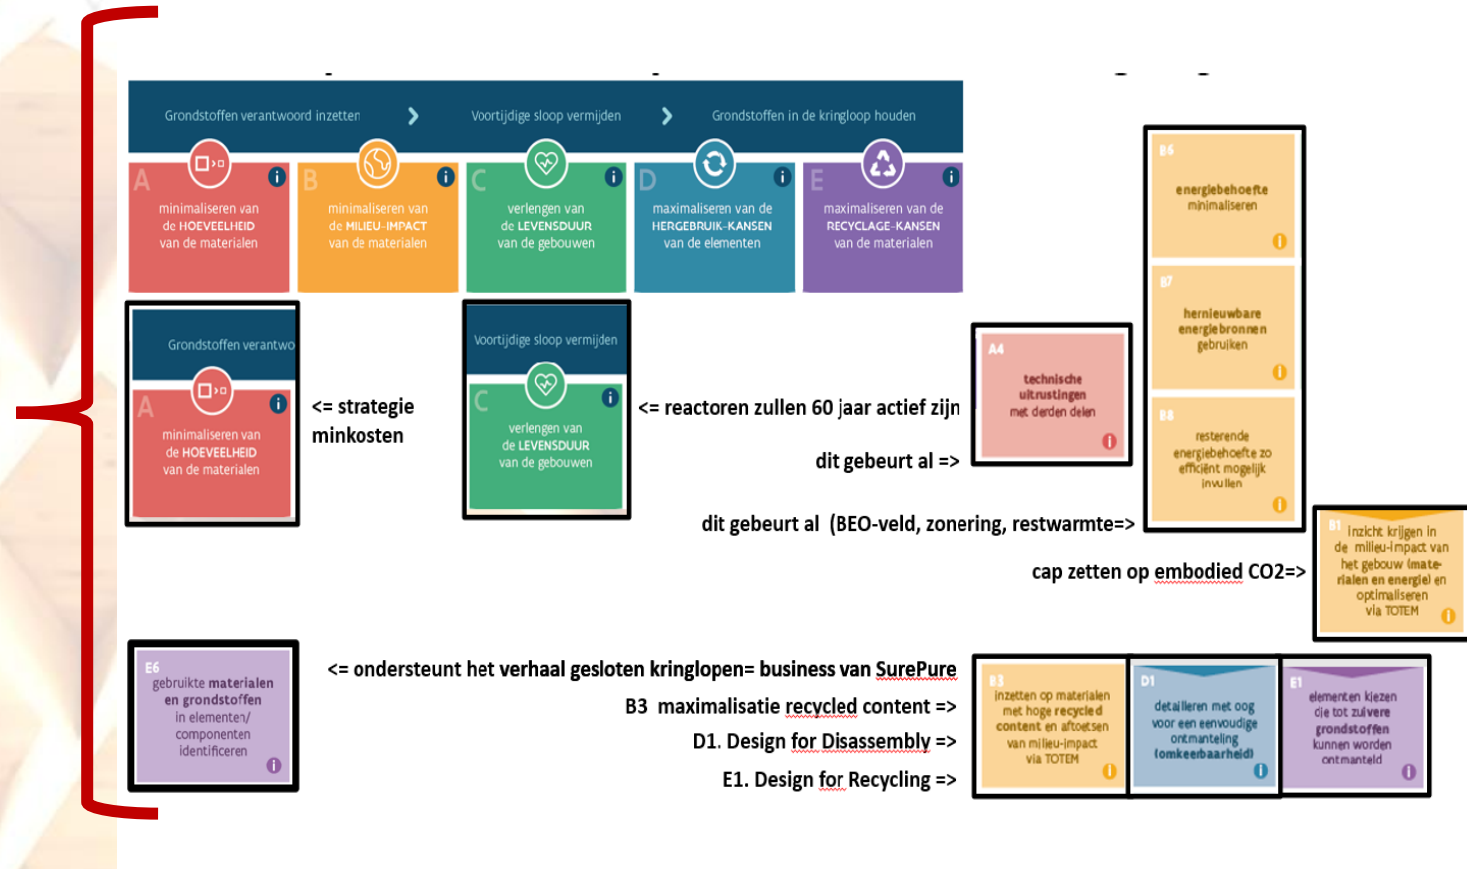 Grondstoffen verantwoord inzetten
Voortijdige sloop vermijden
Grondstoffen in de kringloop houden
A
minimaliseren van
de HOEVEELHEID
van de materialen
B
minimaliseren van
de MILIEU-IMPACT
van de materialen
C
verlengen van
de LEVENSDUUR
van de gebouwen
D
maximaliseren van de
HERGEBRUIK-KANSEN
van de elementen
E
maximaliseren van de
RECYCLAGE-KANSEN
van de materialen
Grondstoffen verantwo
A
minimaliseren van
de HOEVEELHEID
van de materialen
<= strategie
minkosten
Voortijdige sloop vermijden
C
verlengen van
de LEVENSDUUR
van de gebouwen
<= reactoren zullen 60 jaar actief zijn
dit gebeurt al =>
A4
technische
uitrustingen
met derden delen
B6
energiebehoefte
minimaliseren
B7
hernieuwbare
energiebronnen
gebruiken
B8
resterende
energiebehoefte zo
efficiënt mogelijk
invullen
dit gebeurt al (BEO-veld, zonering, restwarmte=>
cap zetten op embodied CO2=>
B1
inzicht krijgen in
de milieu-impact van
het gebouw (mate-
rialen en energie) en
optimaliseren
via TOTEM
E6
gebruikte materialen
en grondstoffen
in elementen/
componenten
identificeren
<= ondersteunt het verhaal gesloten kringlopen= business van SurePure
B3 maximalisatie recycled content =>
D1. Design for Disassembly =>
E1. Design for Recycling =>
B3
inzetten op materialen
met hoge recycled
content en aftoetsen
van milieu-impact
via TOTEM
D1
detailleren met oog
voor een eenvoudige
ontmanteling
(omkeerbaarheid)
E1
elementen kiezen
die tot zuivere
grondstoffen
kunnen worden
ontmanteld